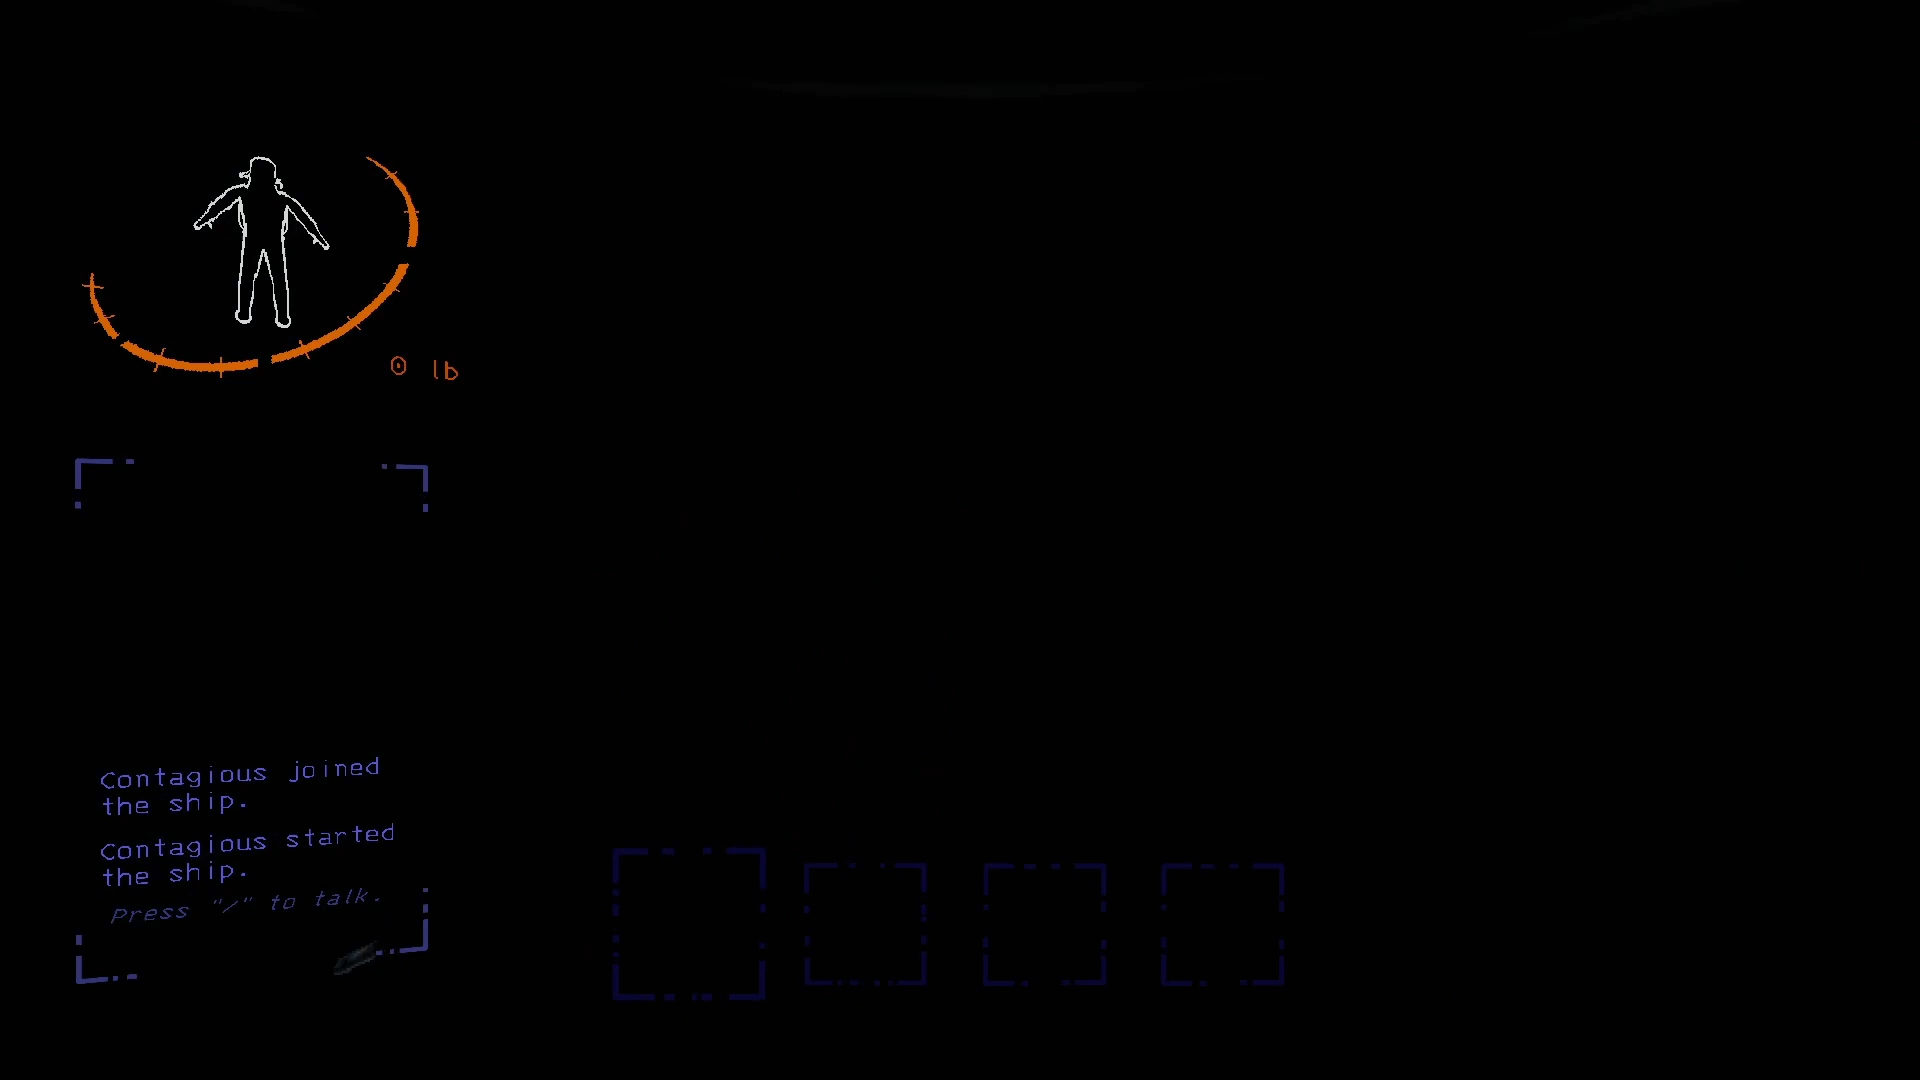 0 lb
Contagious joined
the ship.
Contagious started
the ship.
Press "/" to talk.